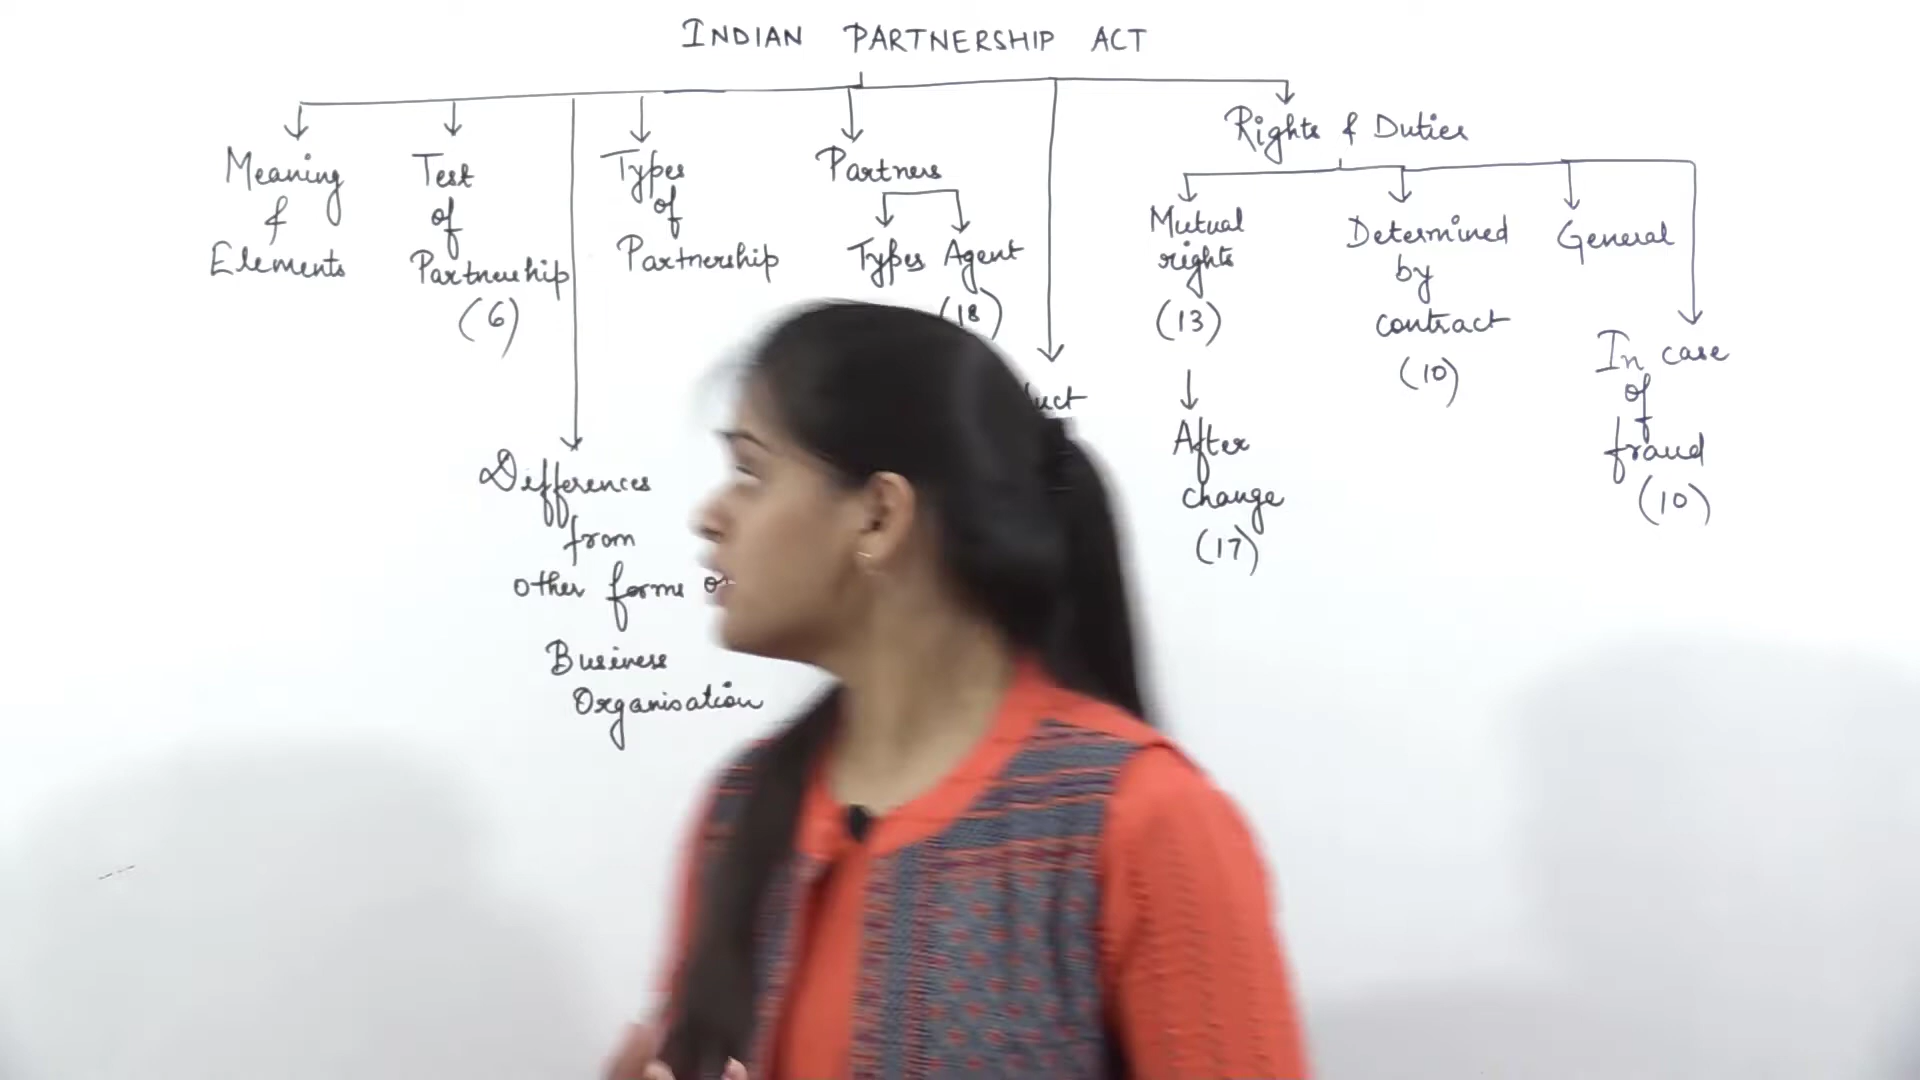 INDIAN PARTNERSHIP ACT
Meaning
&
Elements
Test
of
Partnership
(6)
Differences
from
other forms
Business
Organisation
Types
of
Partnership
Partners
Types Agent
(18)
Rights & Duties
Mutual
rights
(13)
After
change
(17)
Determined
by
contract
(10)
General
In case
of
fraud
(10)